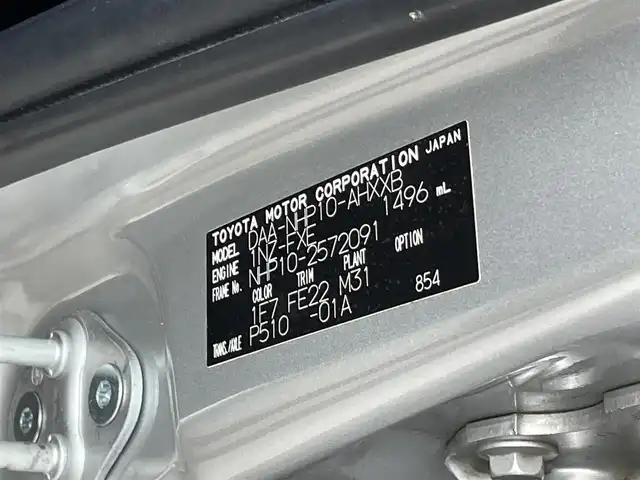 TOYOTA MOTOR CORPORATION JAPAN
MODEL DAA-NHP10-AHXXB
ENGINE 1NZ-FXE 1496 mL
FRAME No. NHP10-2572091
COLOR TRIM PLANT OPTION
1F7 FE22 M31
TRANS./AXLE P510 -01A 854